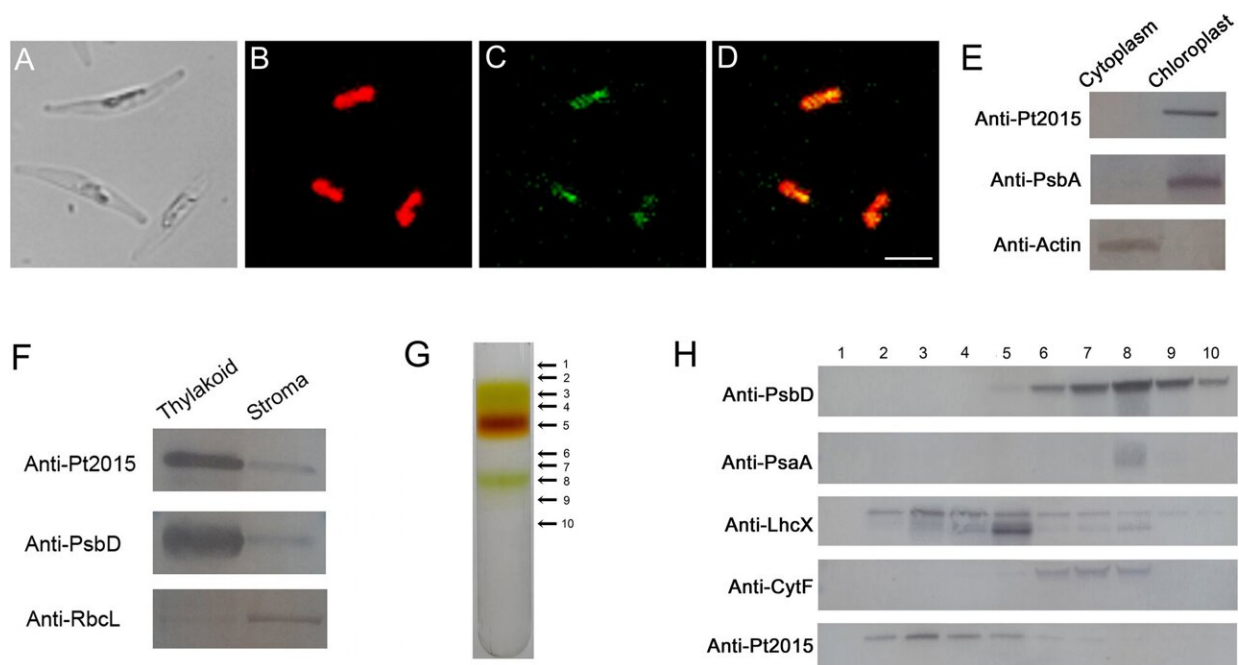 A
B
C
D
E
Cytoplasm
Chloroplast
Anti-Pt2015
Anti-PsbA
Anti-Actin
F
Thylakoid
Stroma
Anti-Pt2015
Anti-PsbD
Anti-RbcL
G
1
2
3
4
5
6
7
8
9
10
H
1 2 3 4 5 6 7 8 9 10
Anti-PsbD
Anti-PsaA
Anti-LhcX
Anti-CytF
Anti-Pt2015